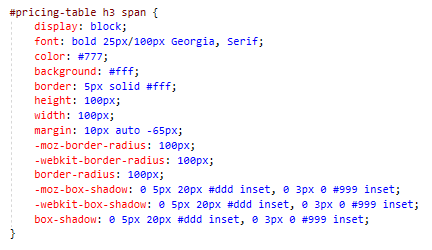 #pricing-table h3 span {
display: block;
font: bold 25px/100px Georgia, Serif;
color: #777;
background: #fff;
border: 5px solid #fff;
height: 100px;
width: 100px;
margin: 10px auto -65px;
-moz-border-radius: 100px;
-webkit-border-radius: 100px;
border-radius: 100px;
-moz-box-shadow: 0 5px 20px #ddd inset, 0 3px 0 #999 inset;
-webkit-box-shadow: 0 5px 20px #ddd inset, 0 3px 0 #999 inset;
box-shadow: 0 5px 20px #ddd inset, 0 3px 0 #999 inset;
}